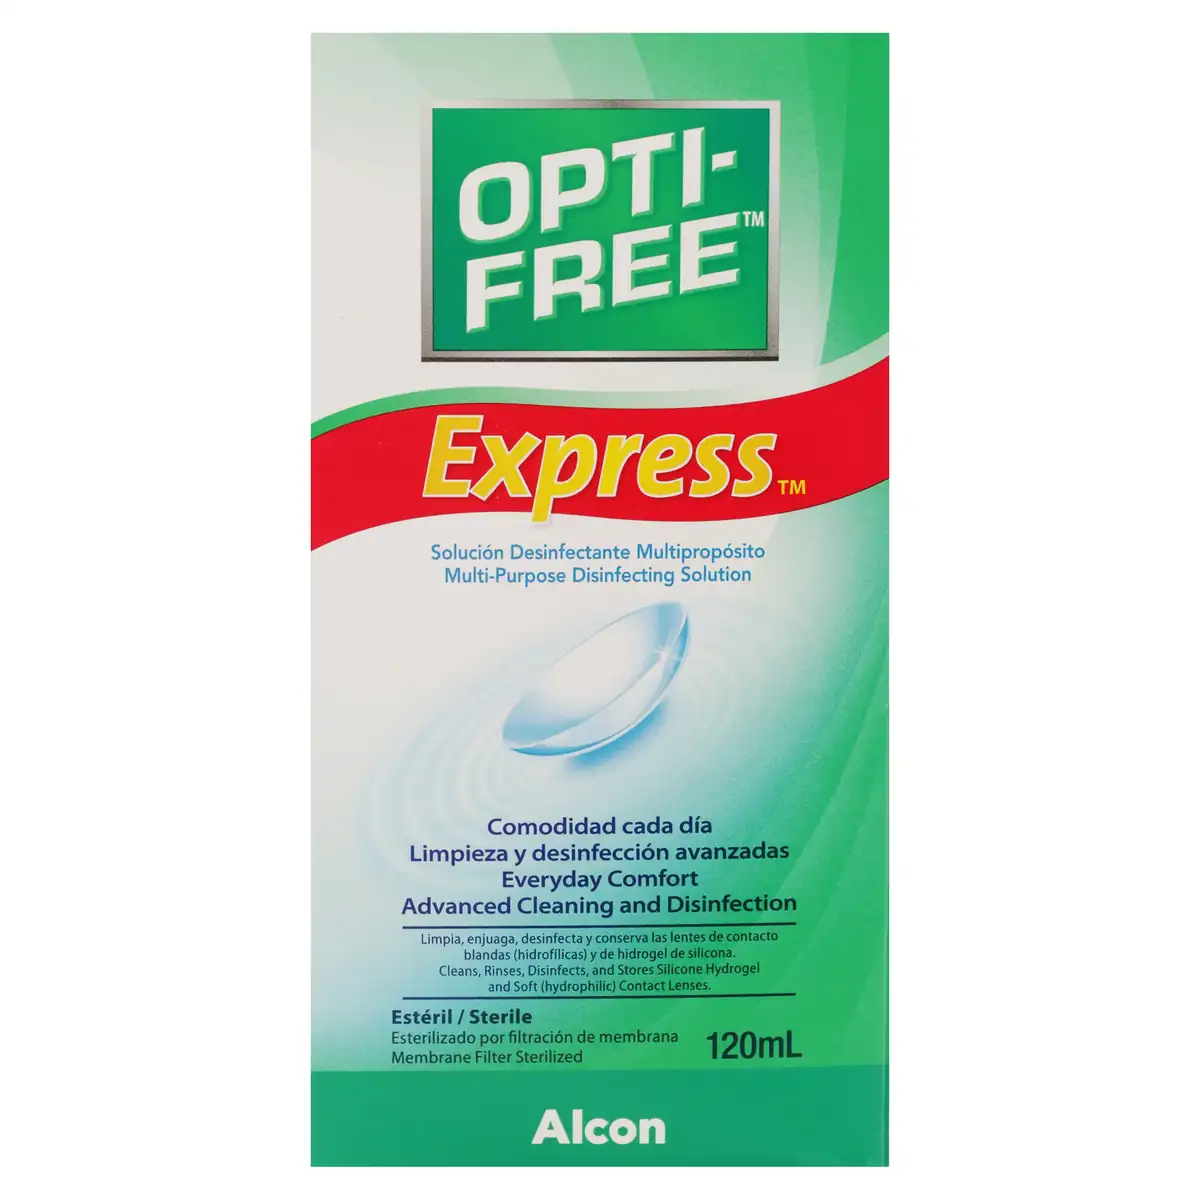 OPTI-
FREE™
Express™
Solución Desinfectante Multipropósito
Multi-Purpose Disinfecting Solution
Comodidad cada día
Limpieza y desinfección avanzadas
Everyday Comfort
Advanced Cleaning and Disinfection
Limpia, enjuaga, desinfecta y conserva las lentes de contacto
blandas (hidrofílicas) y de hidrogel de silicona.
Cleans, Rinses, Disinfects, and Stores Silicone Hydrogel
and Soft (hydrophilic) Contact Lenses.
Estéril / Sterile
Esterilizado por filtración de membrana
Membrane Filter Sterilized
120mL
Alcon